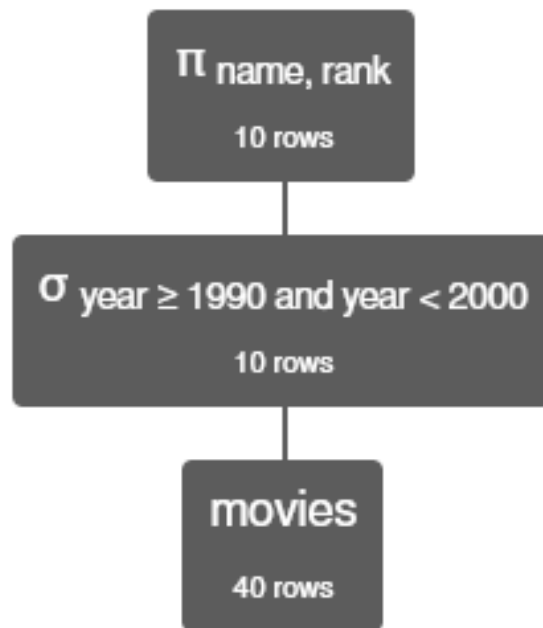 π name, rank
10 rows
σ year ≥ 1990 and year < 2000
10 rows
movies
40 rows